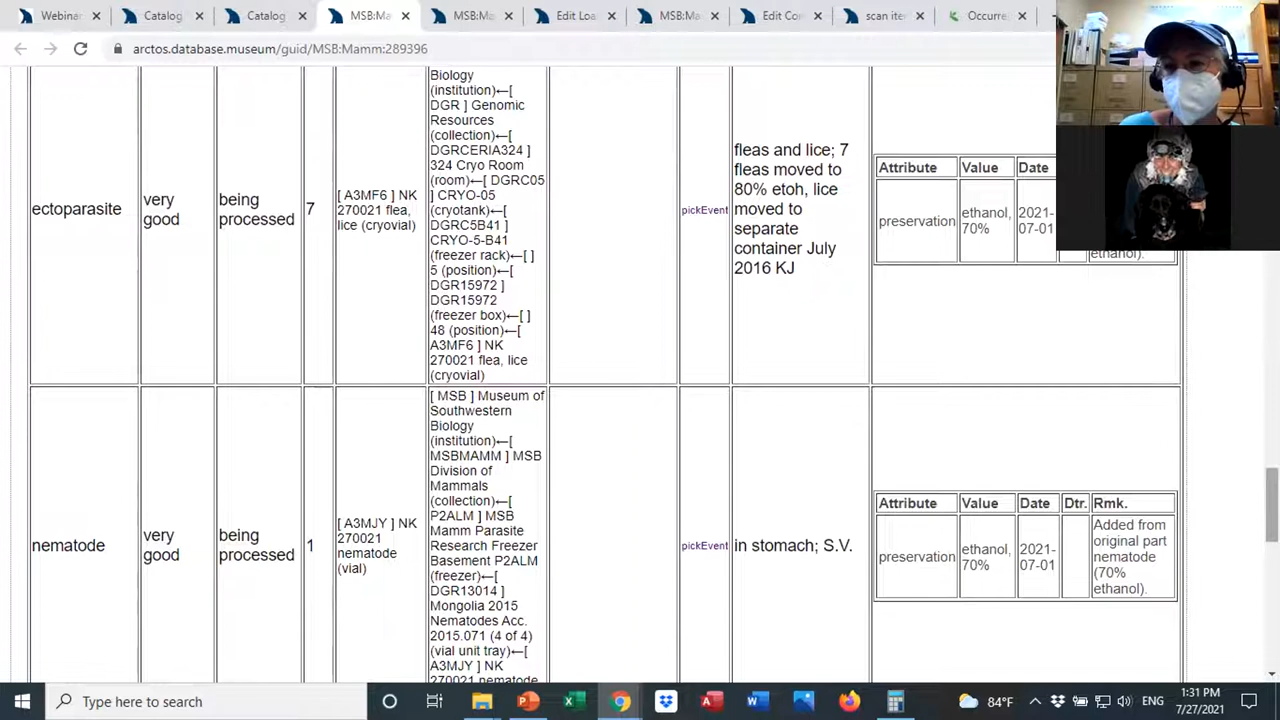 Webinar
Catalog
Catalog
MSB:Ma
MSB:Ma
Edit Loa
MSB:Ma
Edit Co
scan it
Occurre
arctos.database.museum/guid/MSB:Mamm:289396
ectoparasite
very
good
being
processed
7
[ A3MF6 ] NK
270021 flea,
lice (cryovial)
Biology
(institution)←[
DGR ] Genomic
Resources
(collection)←[
DGRCERIA324 ]
324 Cryo Room
(room)←[ DGRC05
] CRYO-05
(cryotank)←[
DGRC5B41 ]
CRYO-5-B41
(freezer rack)←[ ]
5 (position)←[
DGR15972 ]
DGR15972
(freezer box)←[ ]
48 (position)←[
A3MF6 ] NK
270021 flea, lice
(cryovial)
pickEvent
fleas and lice; 7
fleas moved to
80% etoh, lice
moved to
separate
container July
2016 KJ
Attribute Value Date
preservation
ethanol,
70%
2021-
07-01
ethanol).
nematode
very
good
being
processed
1
[ A3MJY ] NK
270021
nematode
(vial)
[ MSB ] Museum of
Southwestern
Biology
(institution)←[
MSBMAMM ] MSB
Division of
Mammals
(collection)←[
P2ALM ] MSB
Mamm Parasite
Research Freezer
Basement P2ALM
(freezer)←[
DGR13014 ]
Mongolia 2015
Nematodes Acc.
2015.071 (4 of 4)
(vial unit tray)←[
A3MJY ] NK
270021 nematode
pickEvent
in stomach; S.V.
Attribute Value Date Dtr. Rmk.
preservation
ethanol,
70%
2021-
07-01
Added from
original part
nematode
(70%
ethanol).
Type here to search
84°F
ENG
1:31 PM
7/27/2021